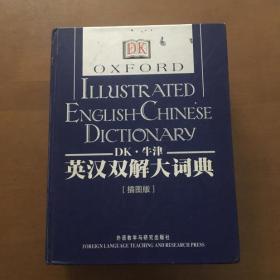 DK
OXFORD
ILLUSTRATED
ENGLISH-CHINESE
DICTIONARY
DK·牛津
英汉双解大词典
[插图版]
外语教学与研究出版社
FOREIGN LANGUAGE TEACHING AND RESEARCH PRESS